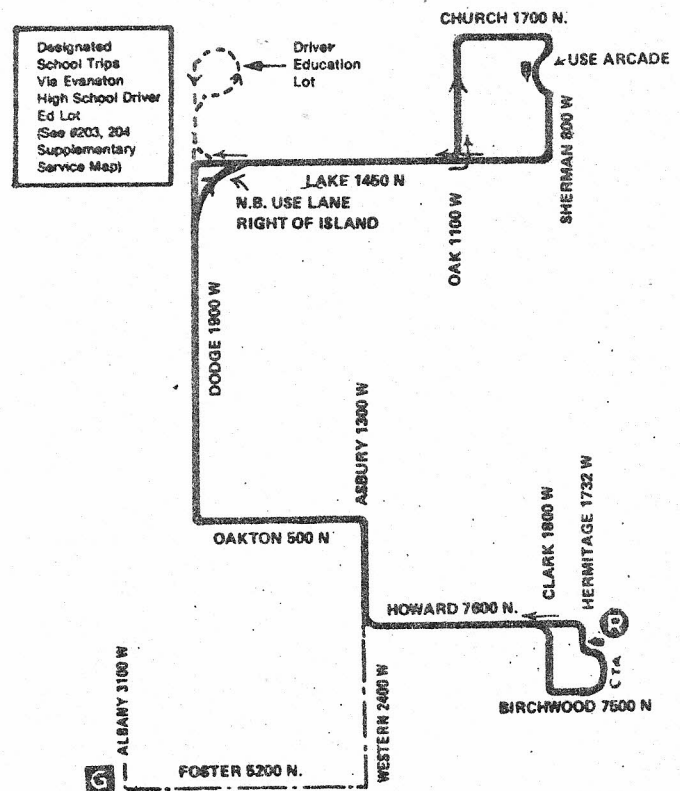 CHURCH 1700 N.
Designated
School Trips
Via Evanston
High School Driver
Ed Lot
(See #203, 204
Supplementary
Service Map)
Driver
Education
Lot
USE ARCADE
SHERMAN 800 W
LAKE 1450 N
N.B. USE LANE
RIGHT OF ISLAND
OAK 1100 W
DODGE 1900 W
ASBURY 1300 W
OAKTON 500 N
CLARK 1800 W
HERMITAGE 1732 W
HOWARD 7600 N.
R
CTA
BIRCHWOOD 7500 N
ALBANY 3100 W
WESTERN 2400 W
FOSTER 5200 N.
G